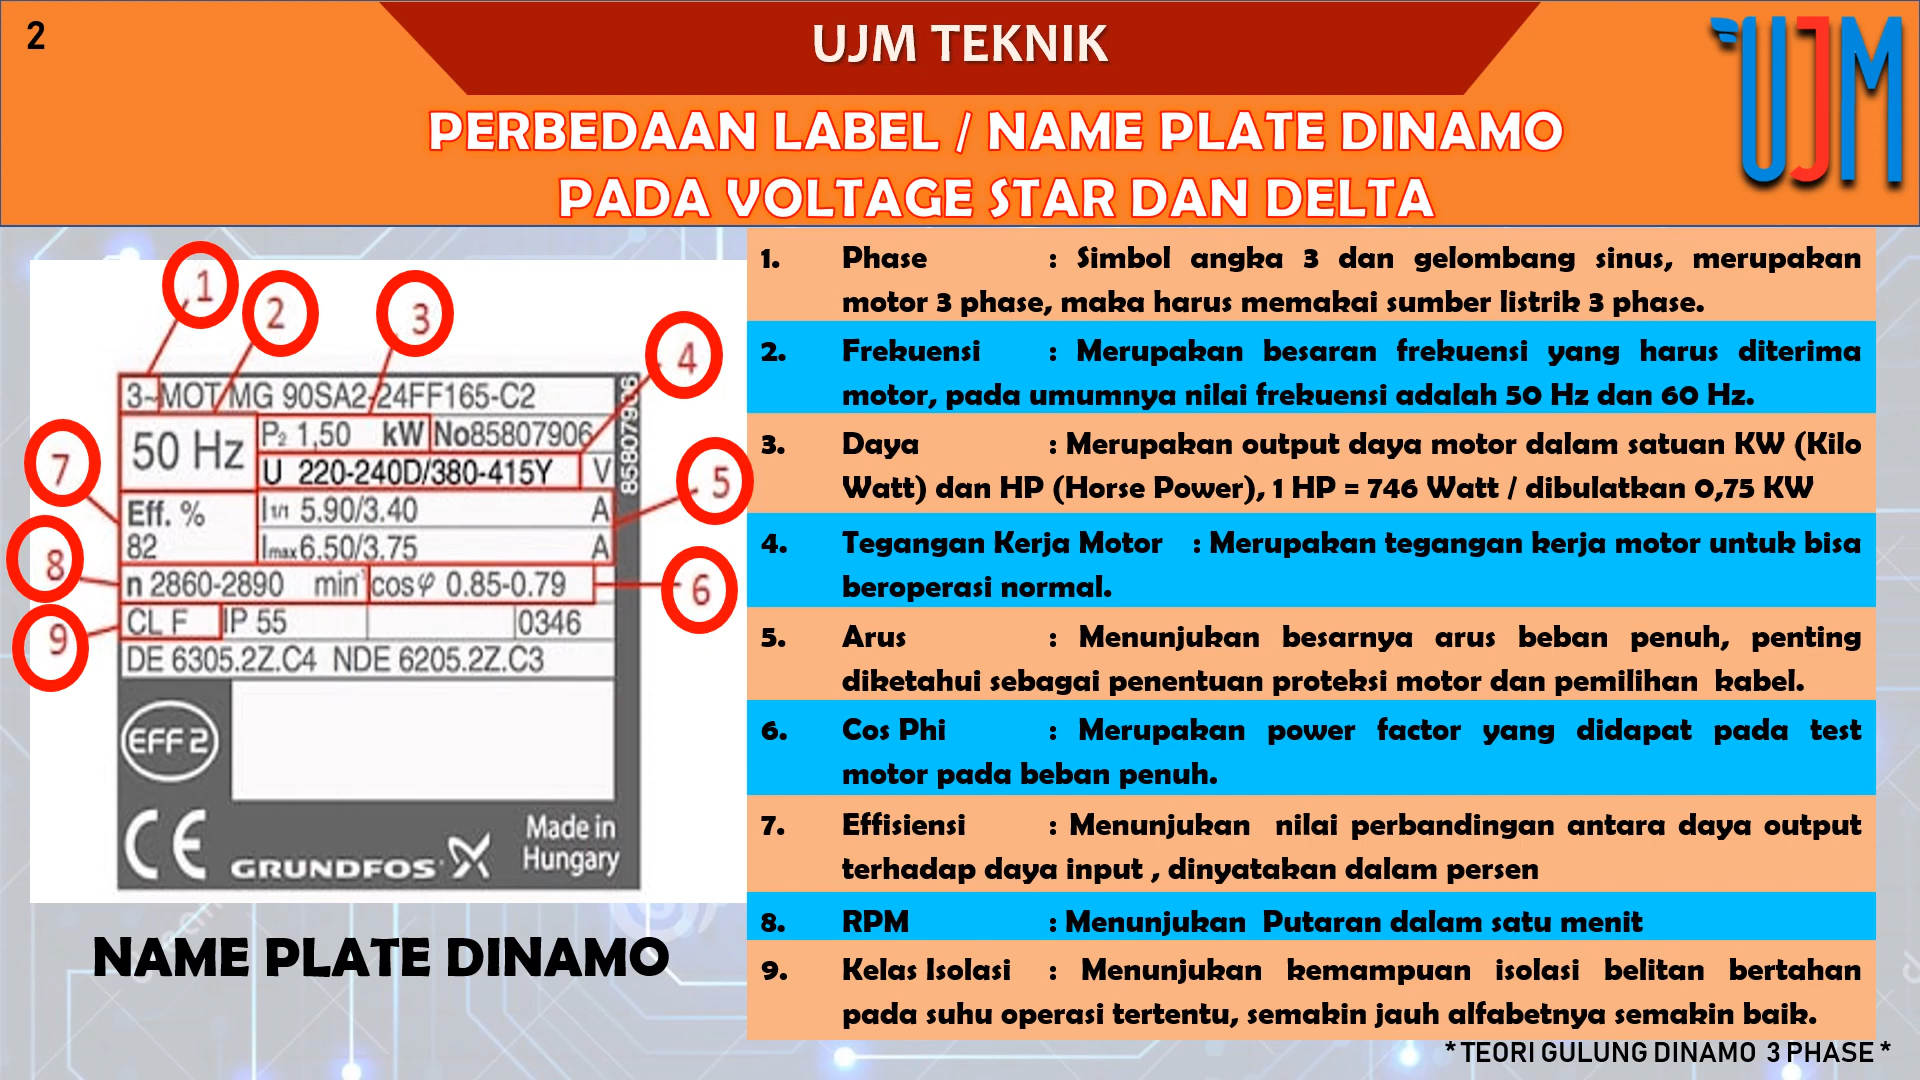 2
UJM TEKNIK
UJM
PERBEDAAN LABEL / NAME PLATE DINAMO
PADA VOLTAGE STAR DAN DELTA
1
2
3
4
5
6
7
8
9
3~MOT MG 90SA2-24FF165-C2
85807906
50 Hz
P2 1,50 kW No85807906
U 220-240D/380-415Y V
Eff. %
82
I1/1 5.90/3.40 A
Imax 6.50/3.75 A
n 2860-2890 min-1 cosφ 0.85-0.79
CL F IP 55 0346
DE 6305.2Z.C4 NDE 6205.2Z.C3
EFF 2
CE
GRUNDFOS
Made in
Hungary
NAME PLATE DINAMO
1. Phase : Simbol angka 3 dan gelombang sinus, merupakan
motor 3 phase, maka harus memakai sumber listrik 3 phase.
2. Frekuensi : Merupakan besaran frekuensi yang harus diterima
motor, pada umumnya nilai frekuensi adalah 50 Hz dan 60 Hz.
3. Daya : Merupakan output daya motor dalam satuan KW (Kilo
Watt) dan HP (Horse Power), 1 HP = 746 Watt / dibulatkan 0,75 KW
4. Tegangan Kerja Motor : Merupakan tegangan kerja motor untuk bisa
beroperasi normal.
5. Arus : Menunjukan besarnya arus beban penuh, penting
diketahui sebagai penentuan proteksi motor dan pemilihan kabel.
6. Cos Phi : Merupakan power factor yang didapat pada test
motor pada beban penuh.
7. Effisiensi : Menunjukan nilai perbandingan antara daya output
terhadap daya input , dinyatakan dalam persen
8. RPM : Menunjukan Putaran dalam satu menit
9. Kelas Isolasi : Menunjukan kemampuan isolasi belitan bertahan
pada suhu operasi tertentu, semakin jauh alfabetnya semakin baik.
* TEORI GULUNG DINAMO 3 PHASE *